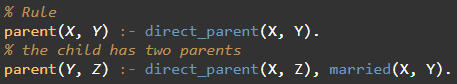 % Rule
parent(X, Y) :- direct_parent(X, Y).
% the child has two parents
parent(Y, Z) :- direct_parent(X, Z), married(X, Y).